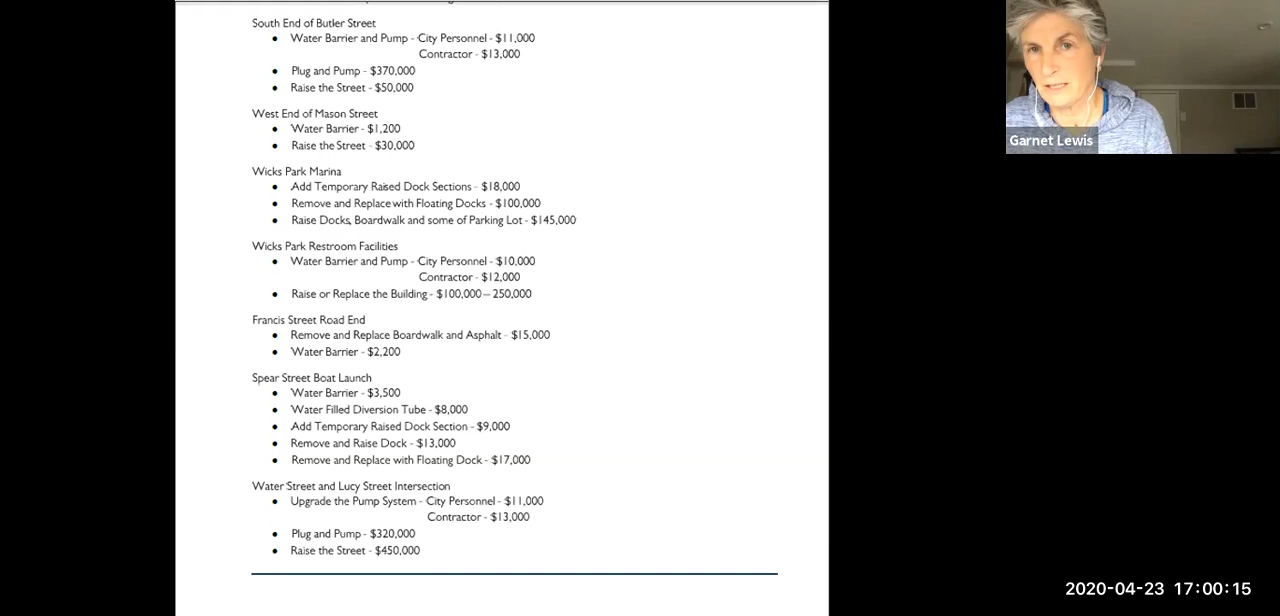 South End of Butler Street
• Water Barrier and Pump - City Personnel - $11,000
Contractor - $13,000
• Plug and Pump - $370,000
• Raise the Street - $50,000
West End of Mason Street
• Water Barrier - $1,200
• Raise the Street - $30,000
Wicks Park Marina
• Add Temporary Raised Dock Sections - $18,000
• Remove and Replace with Floating Docks - $100,000
• Raise Docks, Boardwalk and some of Parking Lot - $145,000
Wicks Park Restroom Facilities
• Water Barrier and Pump - City Personnel - $10,000
Contractor - $12,000
• Raise or Replace the Building - $100,000 – 250,000
Francis Street Road End
• Remove and Replace Boardwalk and Asphalt - $15,000
• Water Barrier - $2,200
Spear Street Boat Launch
• Water Barrier - $3,500
• Water Filled Diversion Tube - $8,000
• Add Temporary Raised Dock Section - $9,000
• Remove and Raise Dock - $13,000
• Remove and Replace with Floating Dock - $17,000
Water Street and Lucy Street Intersection
• Upgrade the Pump System - City Personnel - $11,000
Contractor - $13,000
• Plug and Pump - $320,000
• Raise the Street - $450,000
Garnet Lewis
2020-04-23 17:00:15